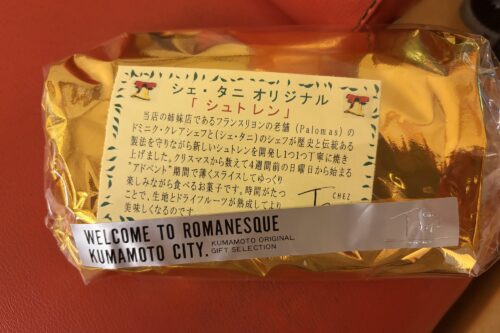 シェ・タニ オリジナル
「シュトレン」
当店の姉妹店であるフランスリヨンの老舗 (Palomas)の
ドミニク・クレアシェフと(シェ・タニ)のシェフが歴史と伝統ある
製法を守りながら新しいシュトレンを開発し1つ1つ丁寧に焼き
上げました。クリスマスから数えて4週間前の日曜日から始まる
"アドベント"期間で薄くスライスしてゆっくり
楽しみながら食べるお菓子です。時間がたつ
ことで、生地とドライフルーツが熟成してより
美味しくなるのです
CHEZ
WELCOME TO ROMANESQUE
KUMAMOTO CITY.
KUMAMOTO ORIGINAL
GIFT SELECTION